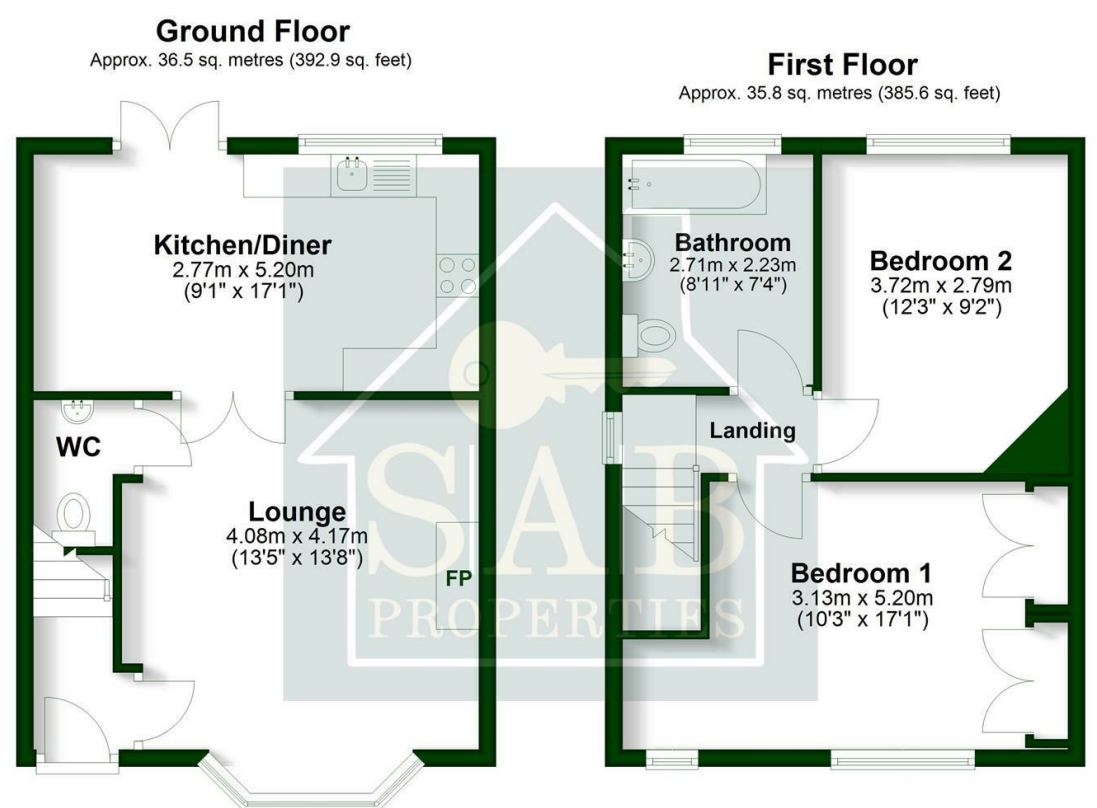 Ground Floor
Approx. 36.5 sq. metres (392.9 sq. feet)
First Floor
Approx. 35.8 sq. metres (385.6 sq. feet)
Kitchen/Diner
2.77m x 5.20m
(9'1" x 17'1")
WC
Lounge
4.08m x 4.17m
(13'5" x 13'8")
FP
Bathroom
2.71m x 2.23m
(8'11" x 7'4")
Bedroom 2
3.72m x 2.79m
(12'3" x 9'2")
Landing
Bedroom 1
3.13m x 5.20m
(10'3" x 17'1")
SAB
PROPERTIES